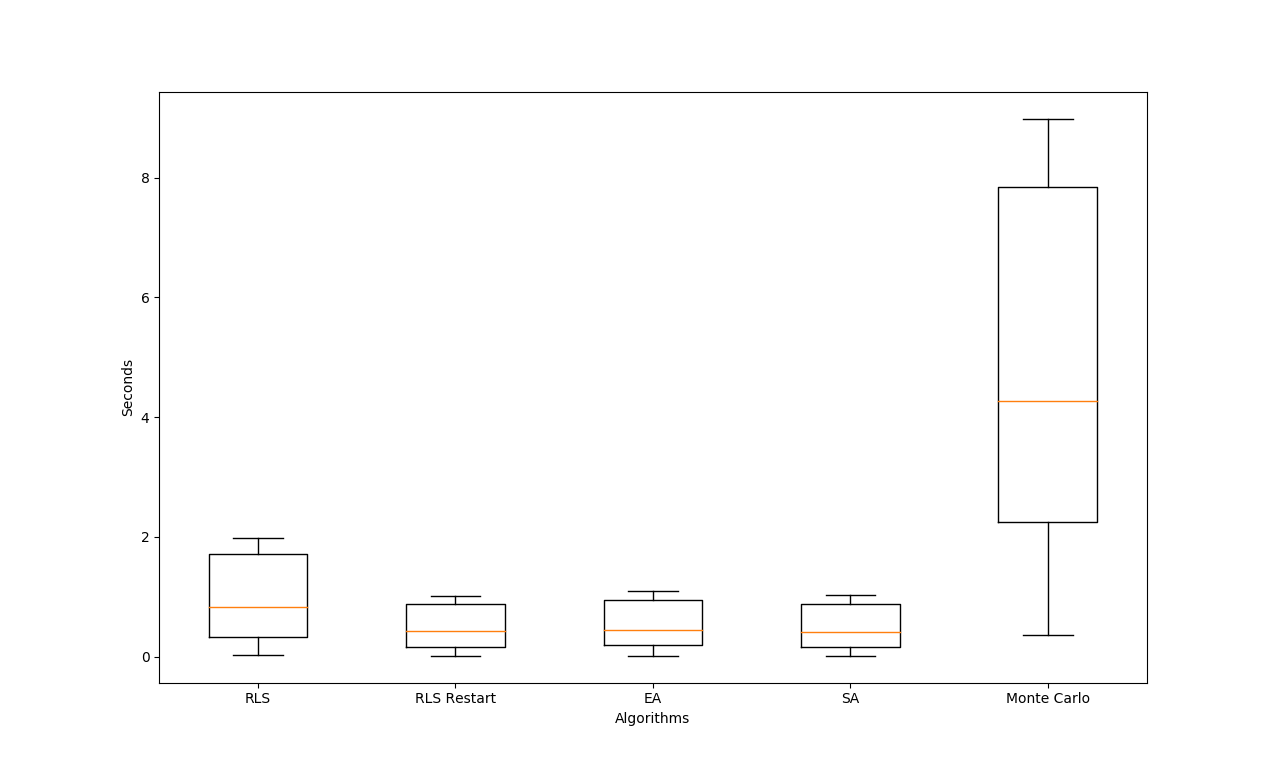 Seconds
8
6
4
2
0
RLS
RLS Restart
EA
SA
Monte Carlo
Algorithms